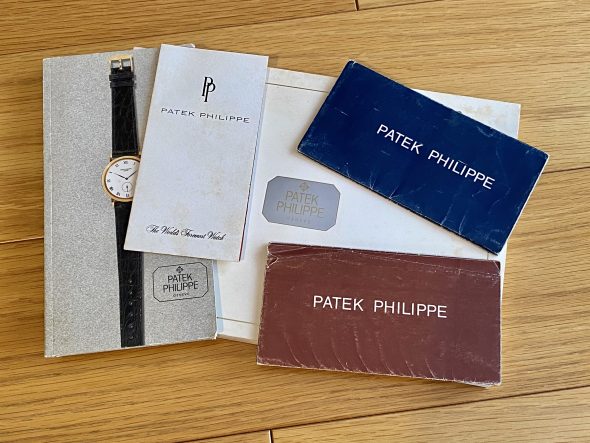 PP
PATEK PHILIPPE
The World's Foremost Watch
PATEK
PHILIPPE
GENEVE
PATEK
PHILIPPE
GENEVE
PATEK PHILIPPE
PATEK PHILIPPE